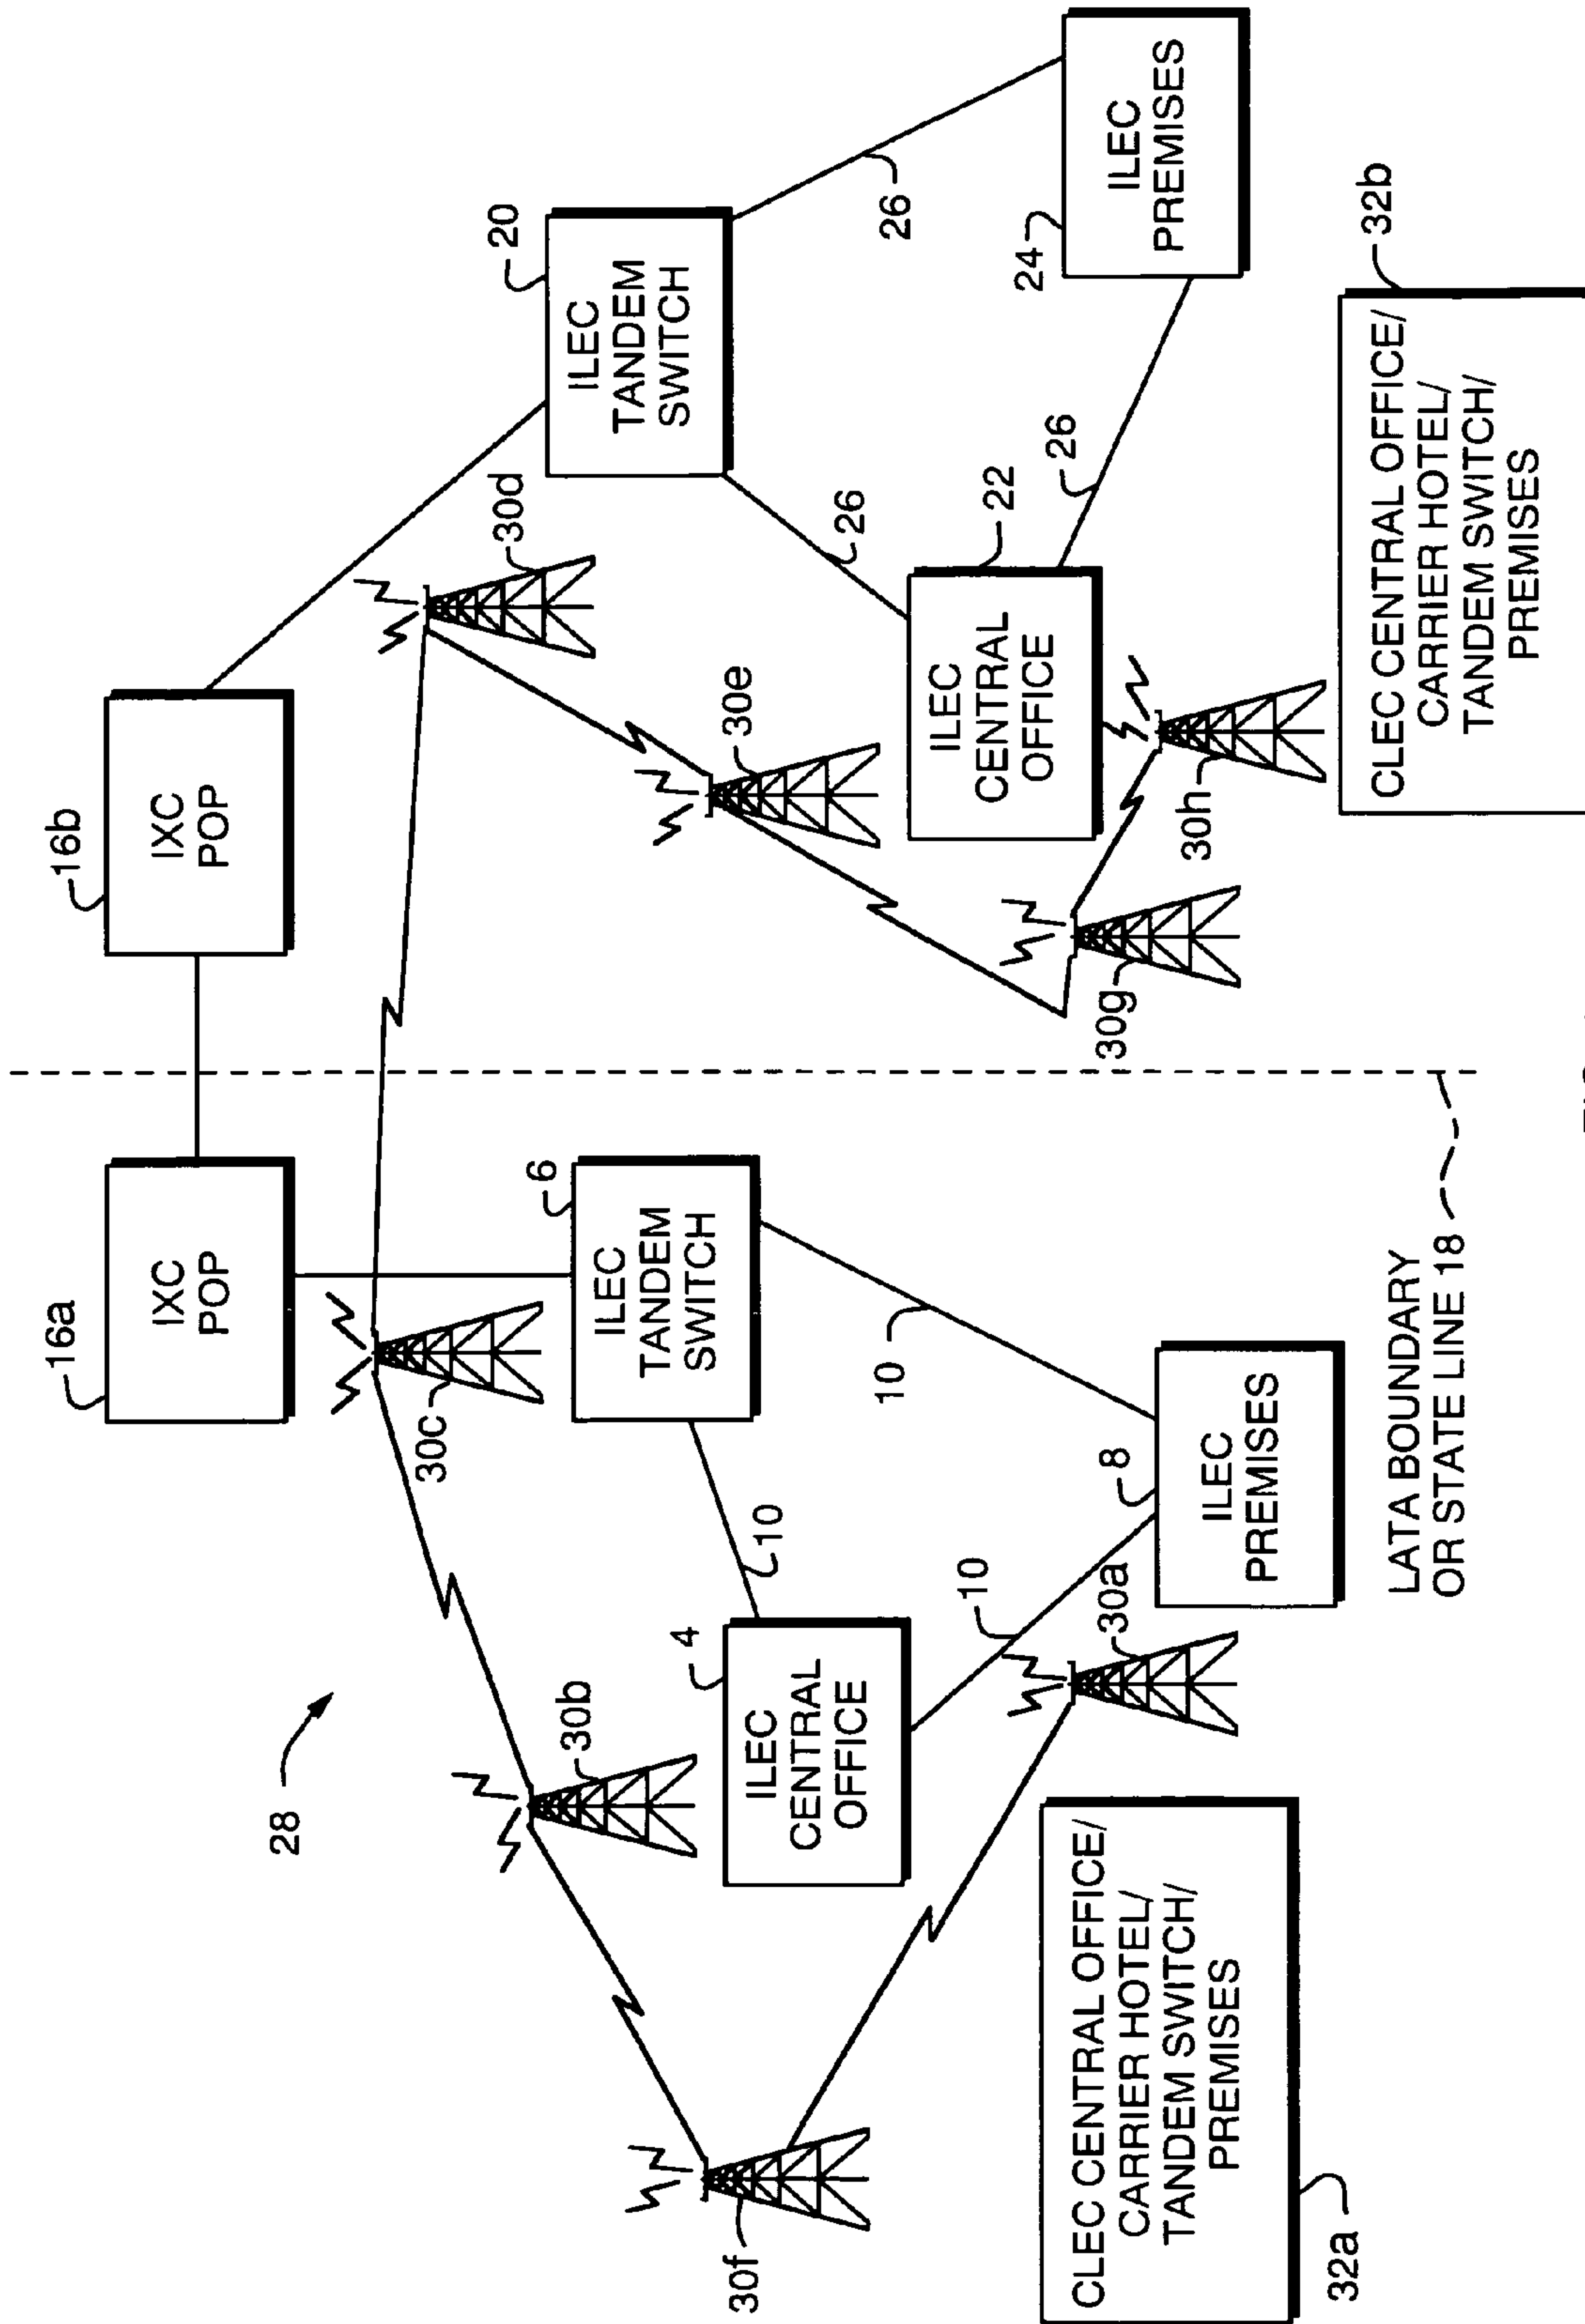 16a
IXC
POP
16b
IXC
POP
28
30c
30d
20
ILEC
TANDEM
SWITCH
6
ILEC
TANDEM
SWITCH
30b
30e
30f
10
26
26
4
ILEC
CENTRAL
OFFICE
10
22
ILEC
CENTRAL
OFFICE
26
10
30a
30g
30h
24
ILEC
PREMISES
8
ILEC
PREMISES
CLEC CENTRAL OFFICE/
CARRIER HOTEL/
TANDEM SWITCH/
PREMISES
32a
LATA BOUNDARY
OR STATE LINE 18
32b
CLEC CENTRAL OFFICE/
CARRIER HOTEL/
TANDEM SWITCH/
PREMISES